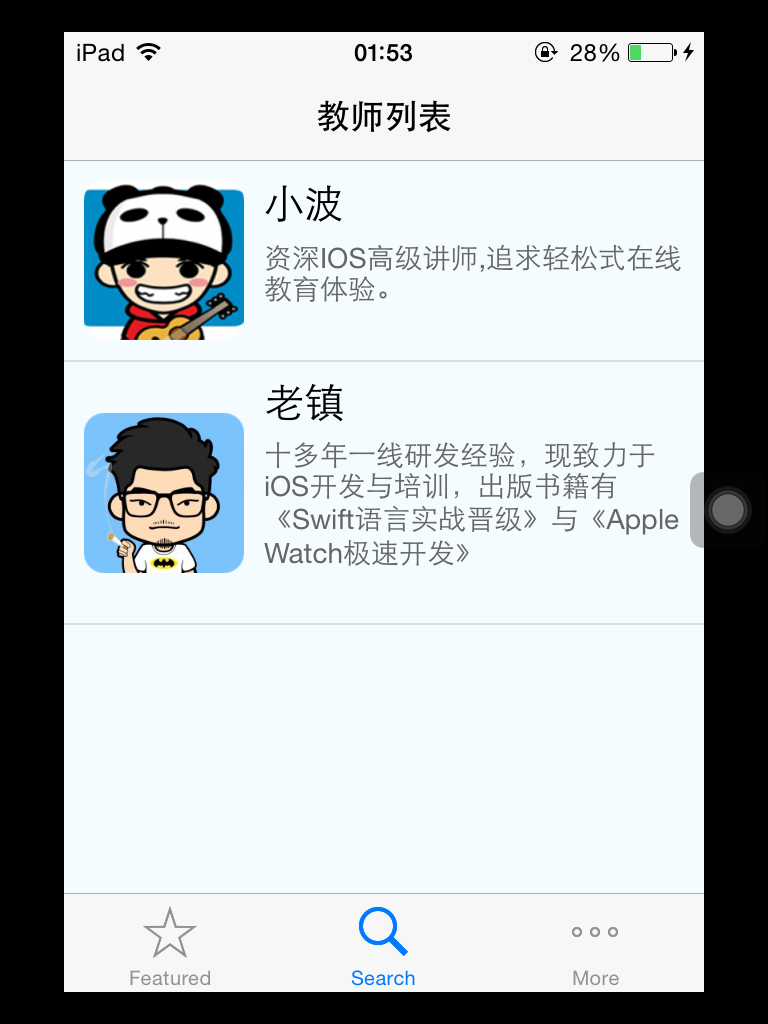 iPad 01:53 28%
教师列表
小波
资深IOS高级讲师,追求轻松式在线
教育体验。
老镇
十多年一线研发经验，现致力于
iOS开发与培训，出版书籍有
《Swift语言实战晋级》与《Apple
Watch极速开发》
Featured Search More